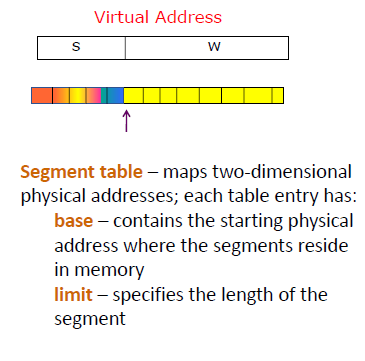 Virtual Address
S W
Segment table – maps two-dimensional
physical addresses; each table entry has:
base – contains the starting physical
address where the segments reside
in memory
limit – specifies the length of the
segment